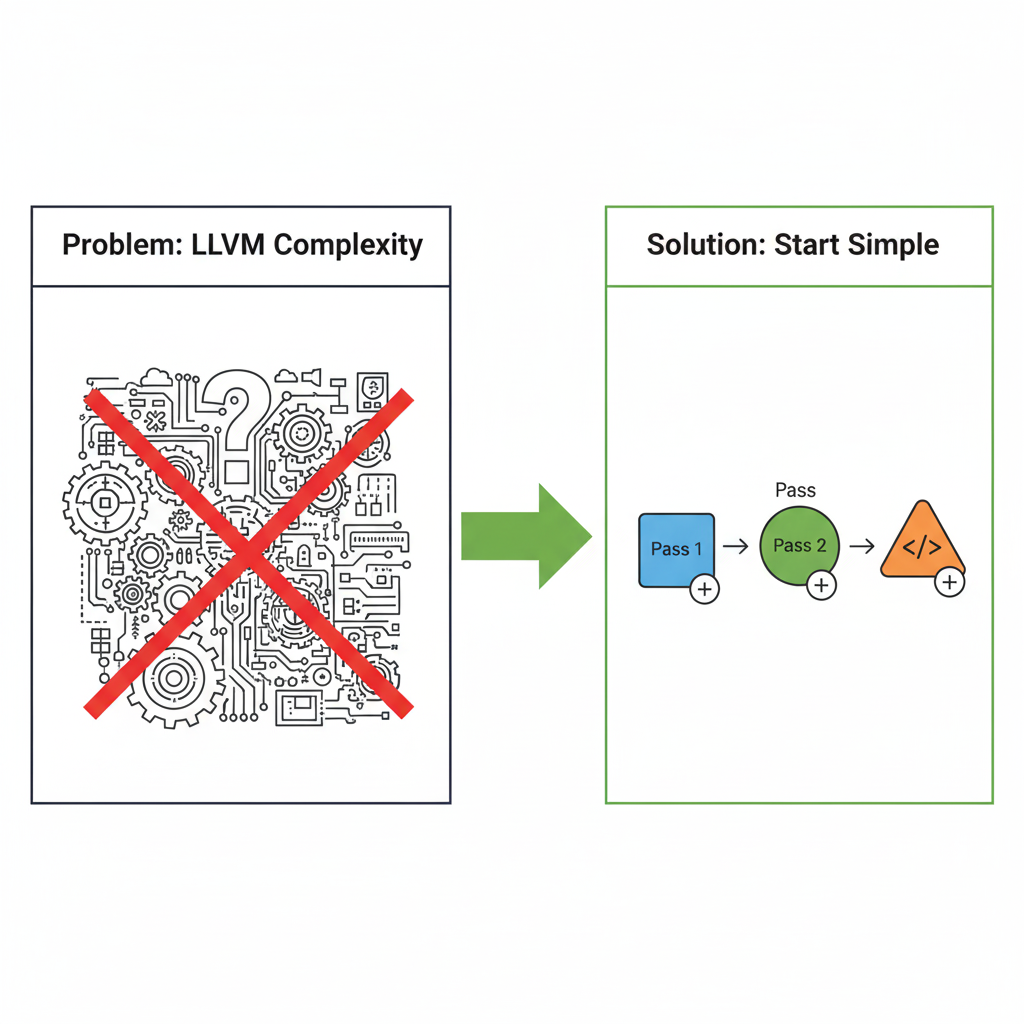 Problem: LLVM Complexity
Solution: Start Simple
?
Pass
Pass 1
Pass 2
</>